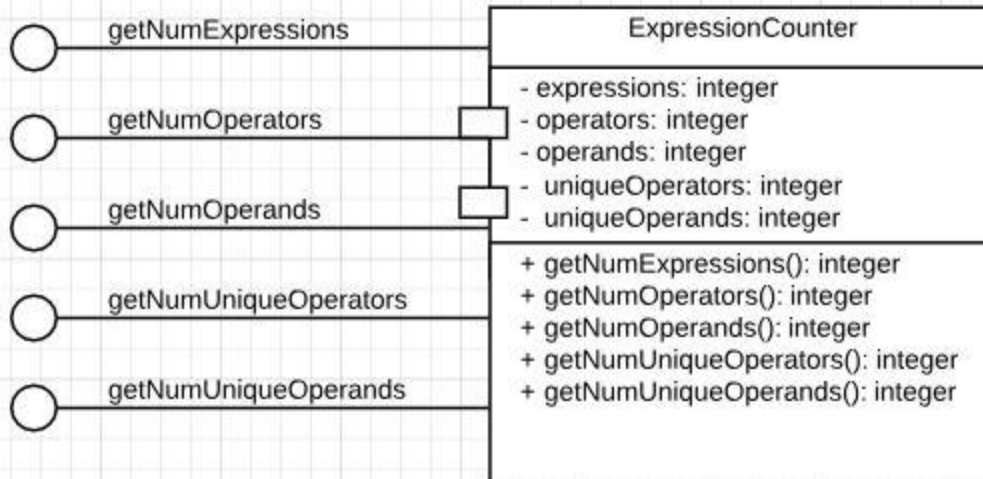 getNumExpressions
getNumOperators
getNumOperands
getNumUniqueOperators
getNumUniqueOperands
ExpressionCounter
- expressions: integer
- operators: integer
- operands: integer
- uniqueOperators: integer
- uniqueOperands: integer
+ getNumExpressions(): integer
+ getNumOperators(): integer
+ getNumOperands(): integer
+ getNumUniqueOperators(): integer
+ getNumUniqueOperands(): integer